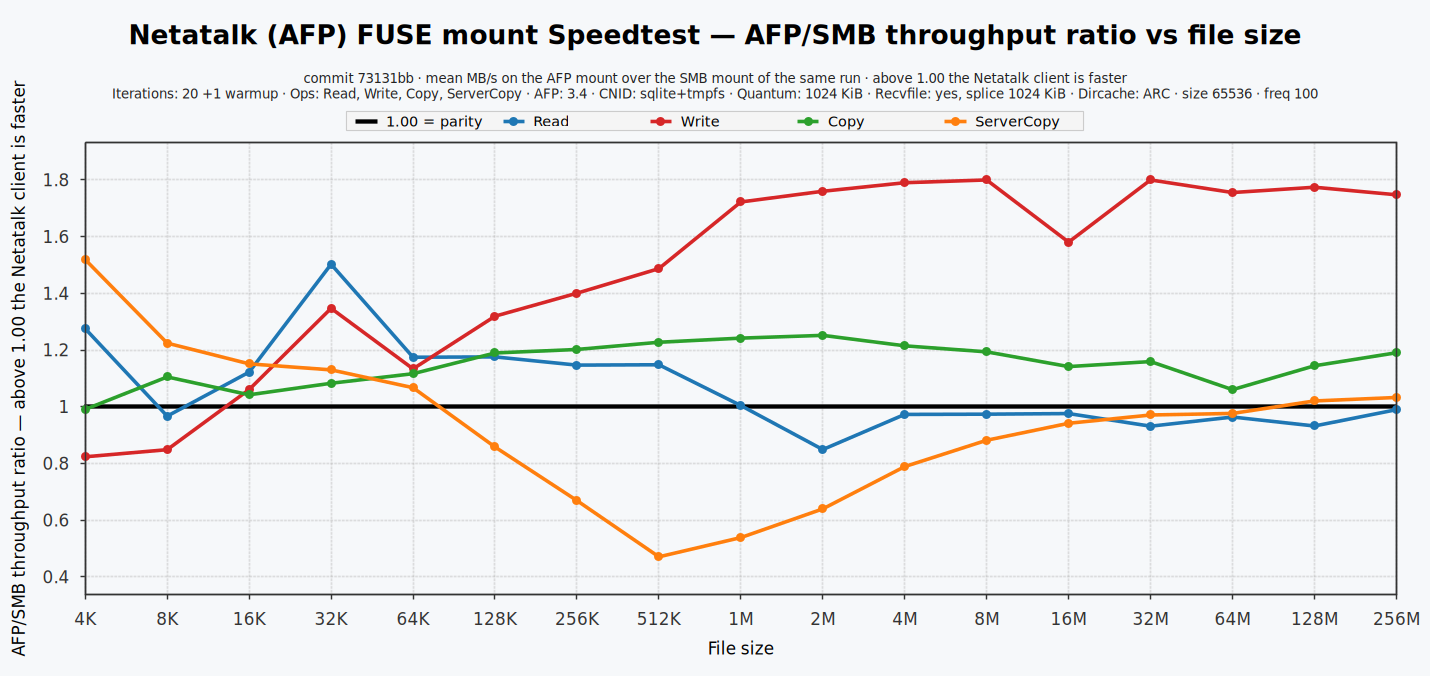 Netatalk (AFP) FUSE mount Speedtest — AFP/SMB throughput ratio vs file size
commit 73131bb · mean MB/s on the AFP mount over the SMB mount of the same run · above 1.00 the Netatalk client is faster
Iterations: 20 +1 warmup · Ops: Read, Write, Copy, ServerCopy · AFP: 3.4 · CNID: sqlite+tmpfs · Quantum: 1024 KiB · Recvfile: yes, splice 1024 KiB · Dircache: ARC · size 65536 · freq 100
1.00 = parity Read Write Copy ServerCopy
AFP/SMB throughput ratio — above 1.00 the Netatalk client is faster
1.8
1.6
1.4
1.2
1
0.8
0.6
0.4
4K 8K 16K 32K 64K 128K 256K 512K 1M 2M 4M 8M 16M 32M 64M 128M 256M
File size